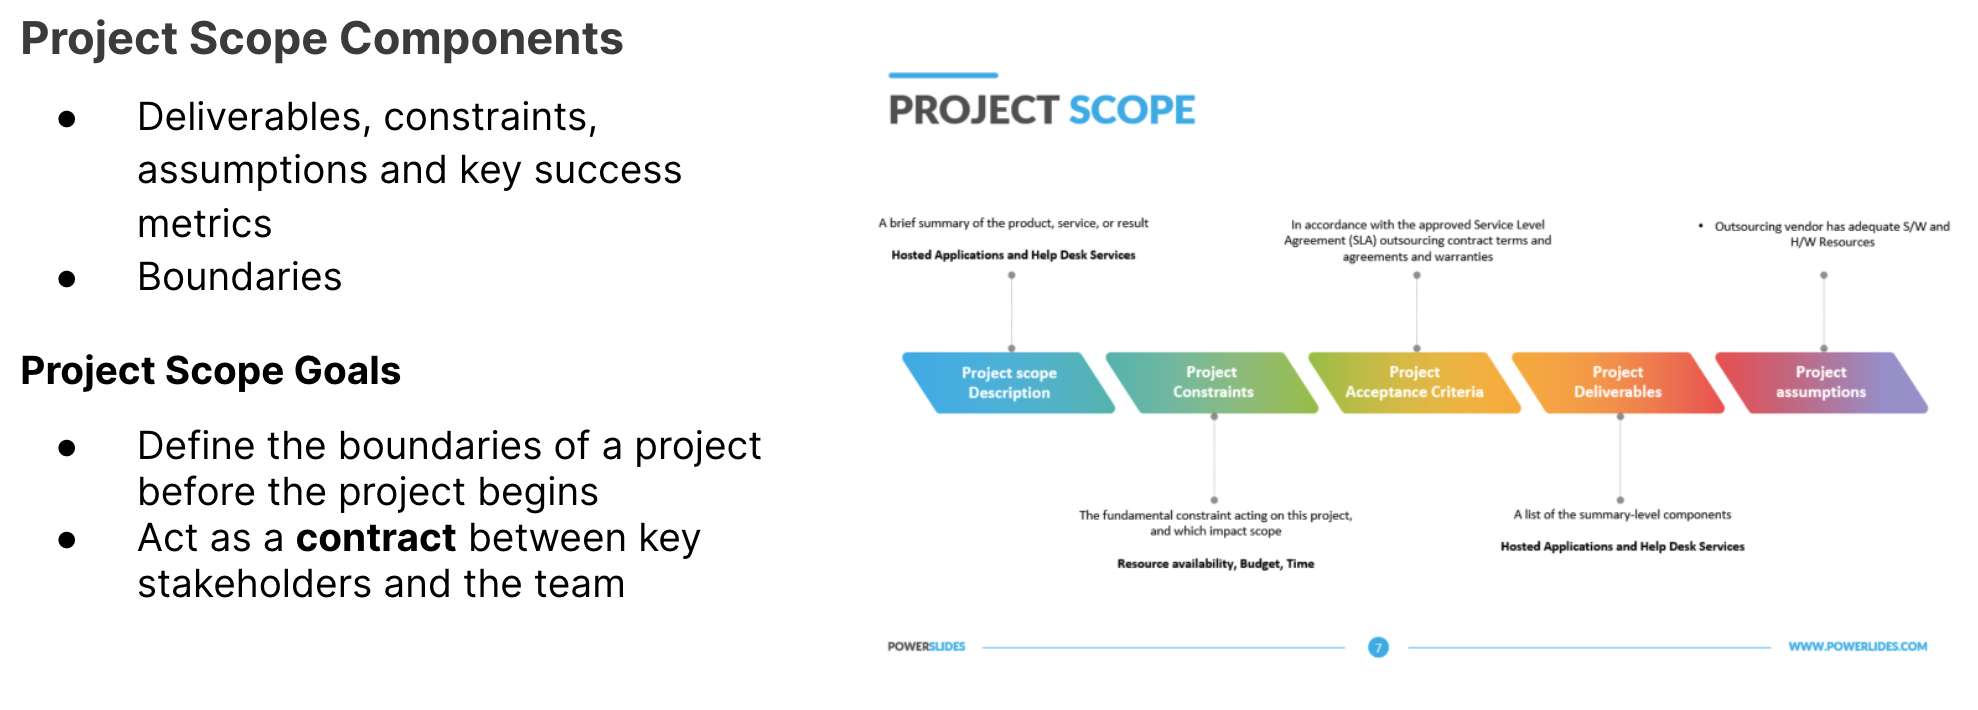 Project Scope Components
● Deliverables, constraints,
assumptions and key success
metrics
● Boundaries
Project Scope Goals
● Define the boundaries of a project
before the project begins
● Act as a contract between key
stakeholders and the team
PROJECT SCOPE
A brief summary of the product, service, or result
Hosted Applications and Help Desk Services
In accordance with the approved Service Level
Agreement (SLA) outsourcing contract terms and
agreements and warranties
• Outsourcing vendor has adequate S/W and
H/W Resources
Project scope
Description
Project
Constraints
Project
Acceptance Criteria
Project
Deliverables
Project
assumptions
The fundamental constraint acting on this project,
and which impact scope
Resource availability, Budget, Time
A list of the summary-level components
Hosted Applications and Help Desk Services
POWERSLIDES
7
WWW.POWERLIDES.COM